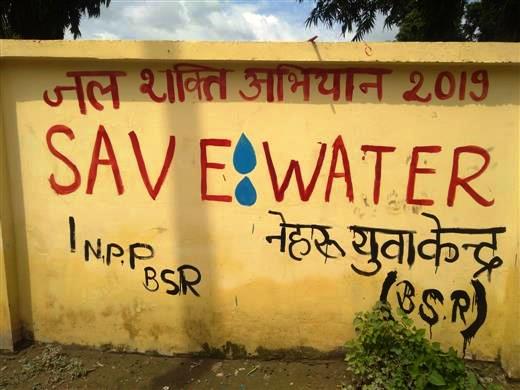 जल शक्ति अभियान 2019
SAVE WATER
N.P.P
BSR
नेहरू युवा केन्द्र
(B.S.R)